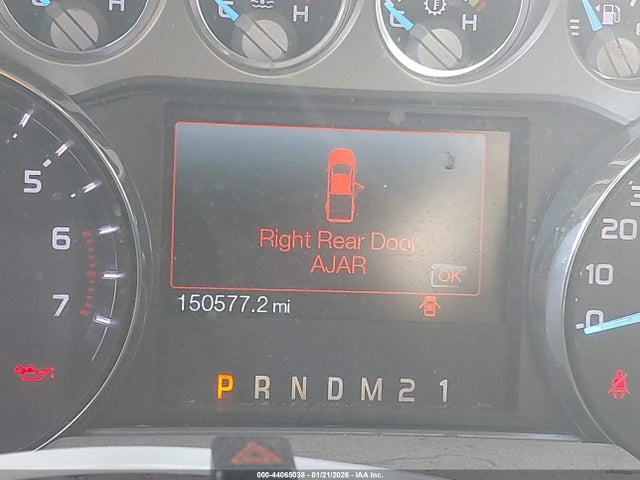 H H H
E
5
6
7
Right Rear Door
AJAR
OK
150577.2 mi
P R N D M 2 1
20
10
0
000-44065038 - 01/21/2026 - IAA Inc.